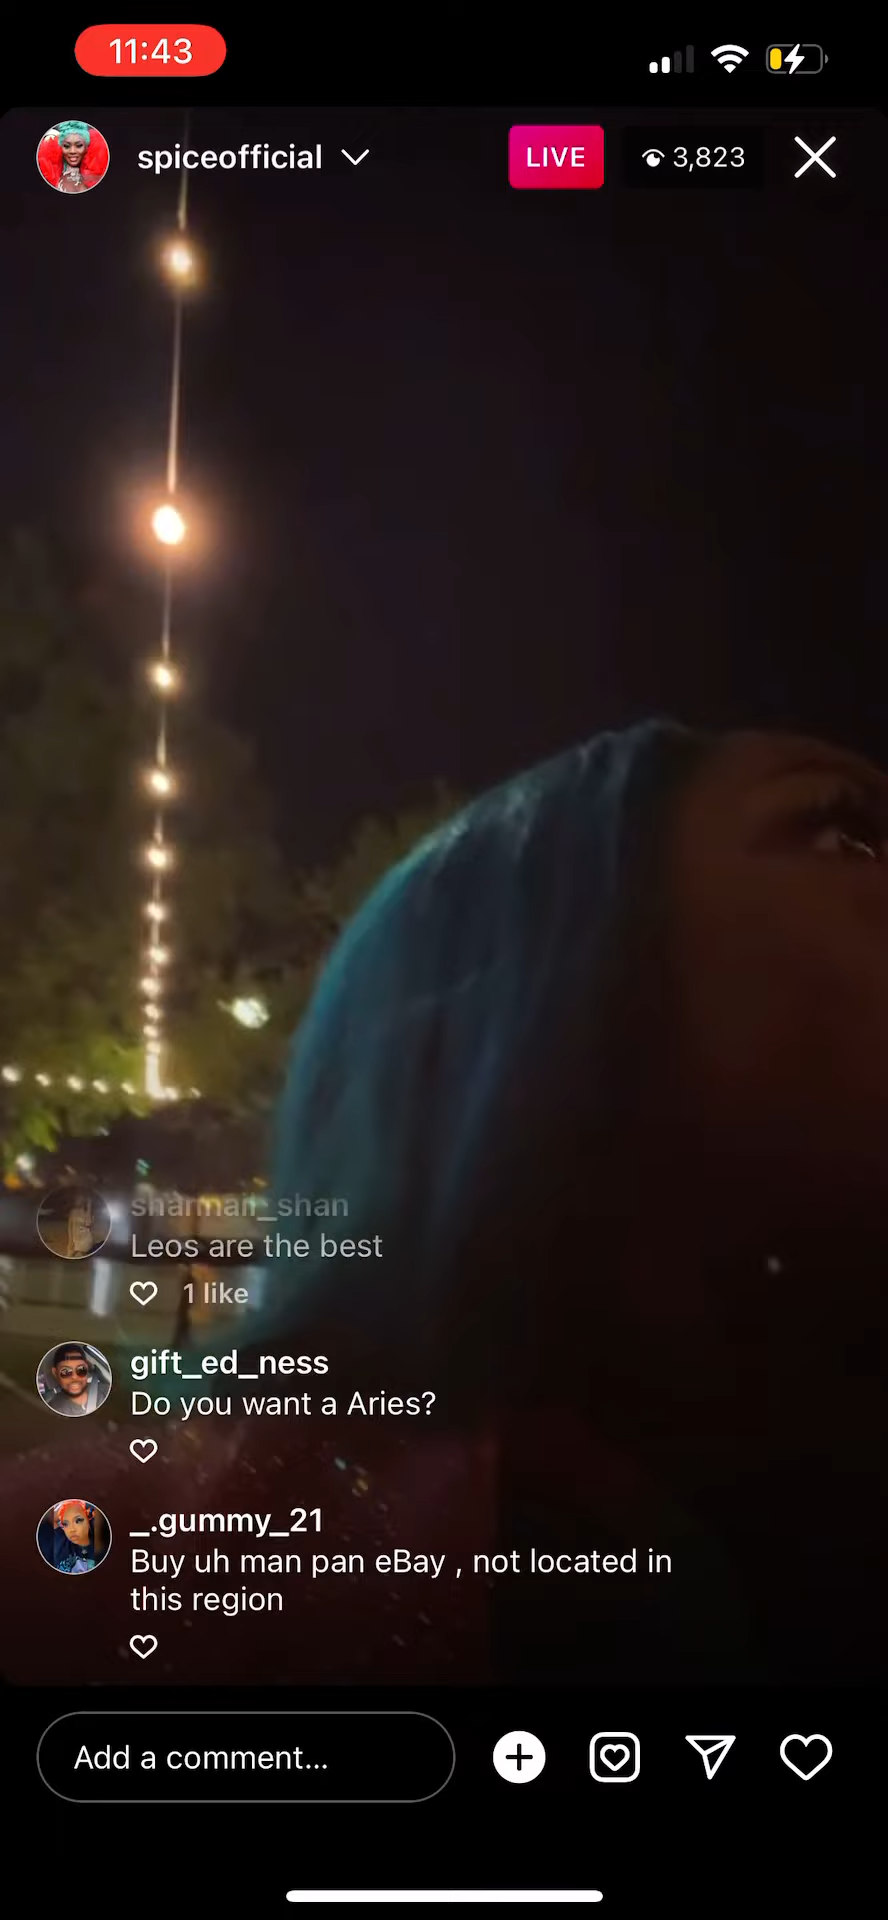 11:43
spiceofficial
LIVE
3,823
sharmaii_shan
Leos are the best
1 like
gift_ed_ness
Do you want a Aries?
_.gummy_21
Buy uh man pan eBay , not located in
this region
Add a comment...